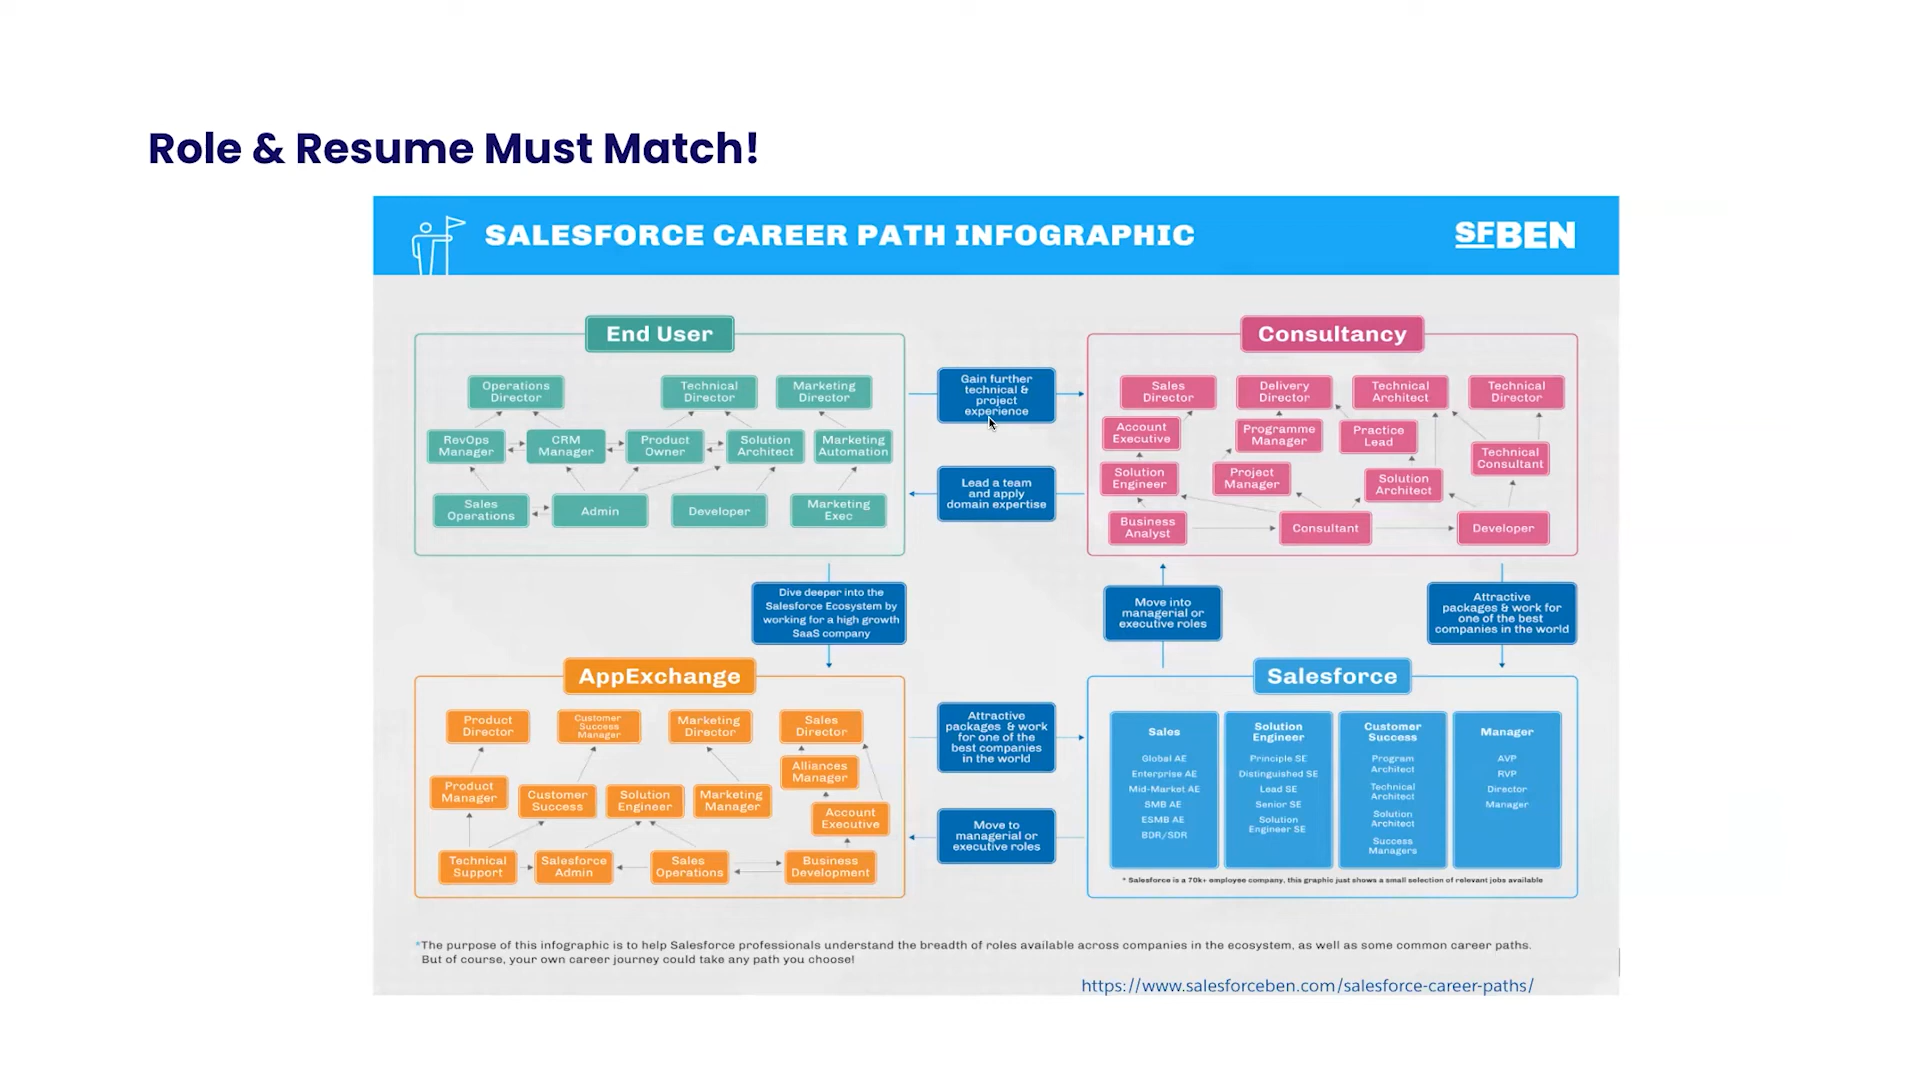 Role & Resume Must Match!
SALESFORCE CAREER PATH INFOGRAPHIC
SFBEN
End User
Operations
Director
Technical
Director
Marketing
Director
RevOps
Manager
CRM
Manager
Product
Owner
Solution
Architect
Marketing
Automation
Sales
Operations
Admin
Developer
Marketing
Exec
Gain further
technical &
project
experience
Lead a team
and apply
domain expertise
Consultancy
Sales
Director
Delivery
Director
Technical
Architect
Technical
Director
Account
Executive
Programme
Manager
Practice
Lead
Technical
Consultant
Solution
Engineer
Project
Manager
Solution
Architect
Business
Analyst
Consultant
Developer
Dive deeper into the
Salesforce Ecosystem by
working for a high growth
SaaS company
Move into
managerial or
executive roles
Attractive
packages & work for
one of the best
companies in the world
AppExchange
Product
Director
Customer
Success
Manager
Marketing
Director
Sales
Director
Alliances
Manager
Product
Manager
Customer
Success
Solution
Engineer
Marketing
Manager
Account
Executive
Technical
Support
Salesforce
Admin
Sales
Operations
Business
Development
Attractive
packages & work
for one of the
best companies
in the world
Move to
managerial or
executive roles
Salesforce
Sales
Global AE
Enterprise AE
Mid-Market AE
SMB AE
ESMB AE
BDR/SDR
Solution
Engineer
Principle SE
Distinguished SE
Lead SE
Senior SE
Solution
Engineer SE
Customer
Success
Program
Architect
Technical
Architect
Solution
Architect
Success
Managers
Manager
AVP
RVP
Director
Manager
* Salesforce is a 70k+ employee company, this graphic just shows a small selection of relevant jobs available
*The purpose of this infographic is to help Salesforce professionals understand the breadth of roles available across companies in the ecosystem, as well as some common career paths.
But of course, your own career journey could take any path you choose!
https://www.salesforceben.com/salesforce-career-paths/